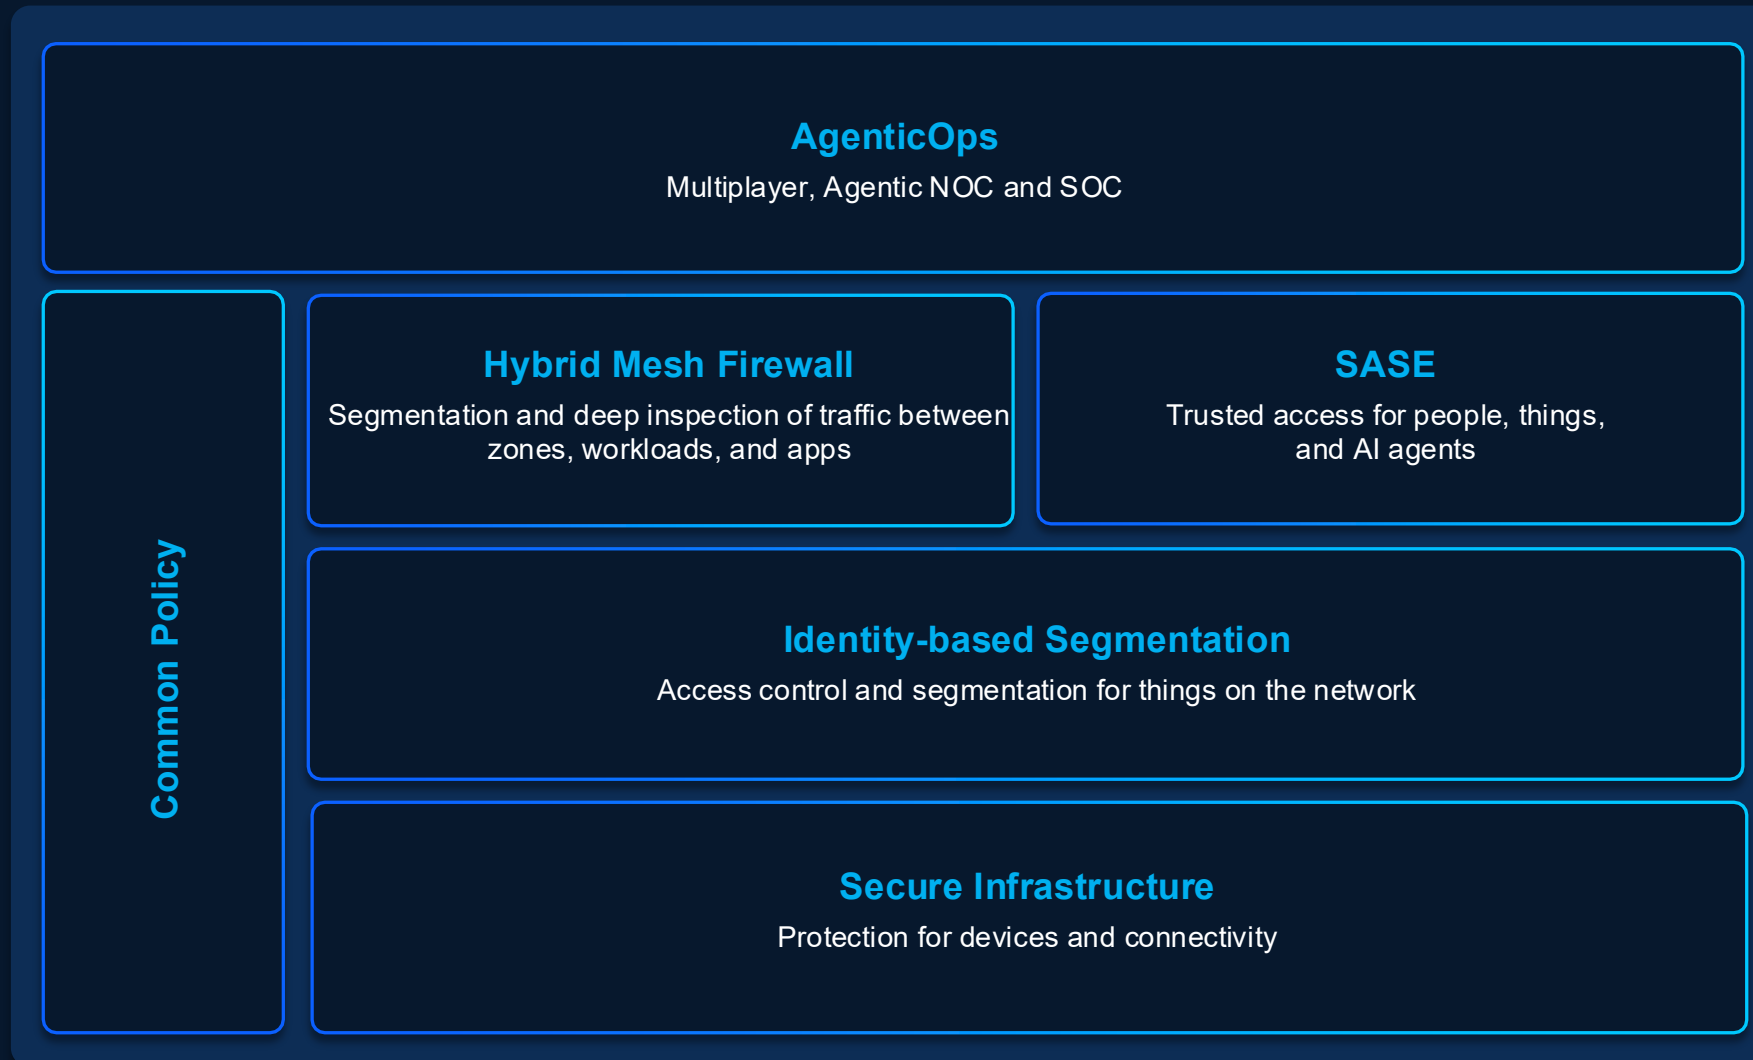 AgenticOps
Multiplayer, Agentic NOC and SOC
Common Policy
Hybrid Mesh Firewall
Segmentation and deep inspection of traffic between
zones, workloads, and apps
SASE
Trusted access for people, things,
and AI agents
Identity-based Segmentation
Access control and segmentation for things on the network
Secure Infrastructure
Protection for devices and connectivity